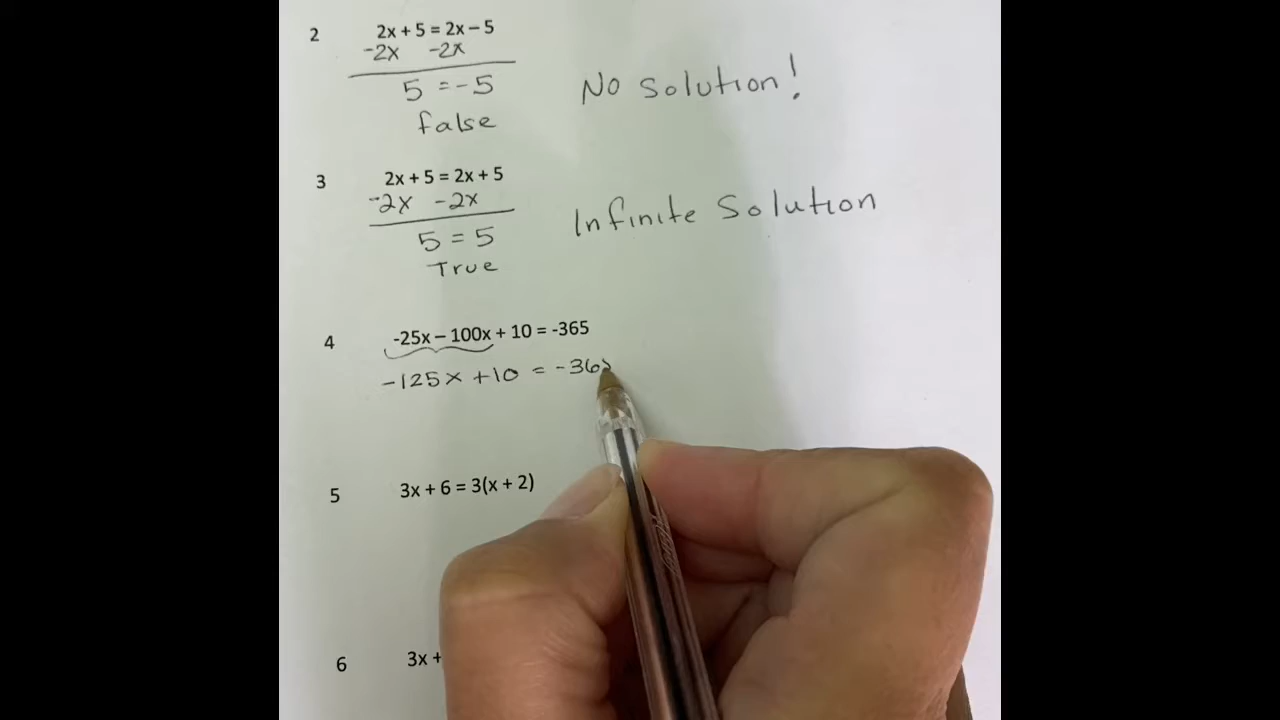 2 2x + 5 = 2x – 5
-2x -2x
5 = -5
false
No Solution!
3 2x + 5 = 2x + 5
-2x -2x
5 = 5
True
Infinite Solution
4 -25x – 100x + 10 = -365
-125x +10 = -36
5 3x + 6 = 3(x + 2)
6 3x +